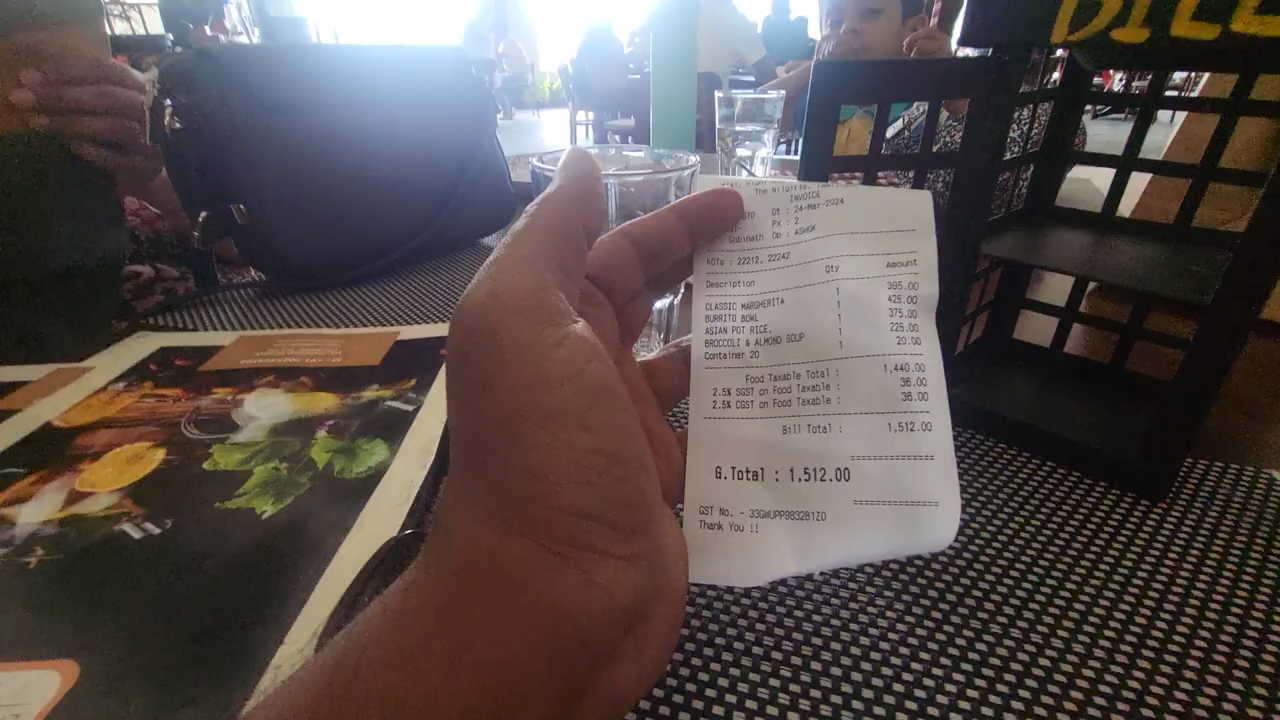 The Nilgiris,
INVOICE
Dt : 24-Mar-2024
Px : 2
Gobinath Op : ASHOK
KOTs : 22212, 22242
Description Qty Amount
CLASSIC MARGHERITA 1 395.00
BURRITO BOWL 1 425.00
ASIAN POT RICE, 1 375.00
BROCCOLI & ALMOND SOUP 1 225.00
Container 20 1 20.00
Food Taxable Total : 1,440.00
2.5% SGST on Food Taxable : 36.00
2.5% CGST on Food Taxable : 36.00
Bill Total : 1,512.00
G.Total : 1,512.00
GST No. - 33GWUPP9832B1Z0
Thank You !!